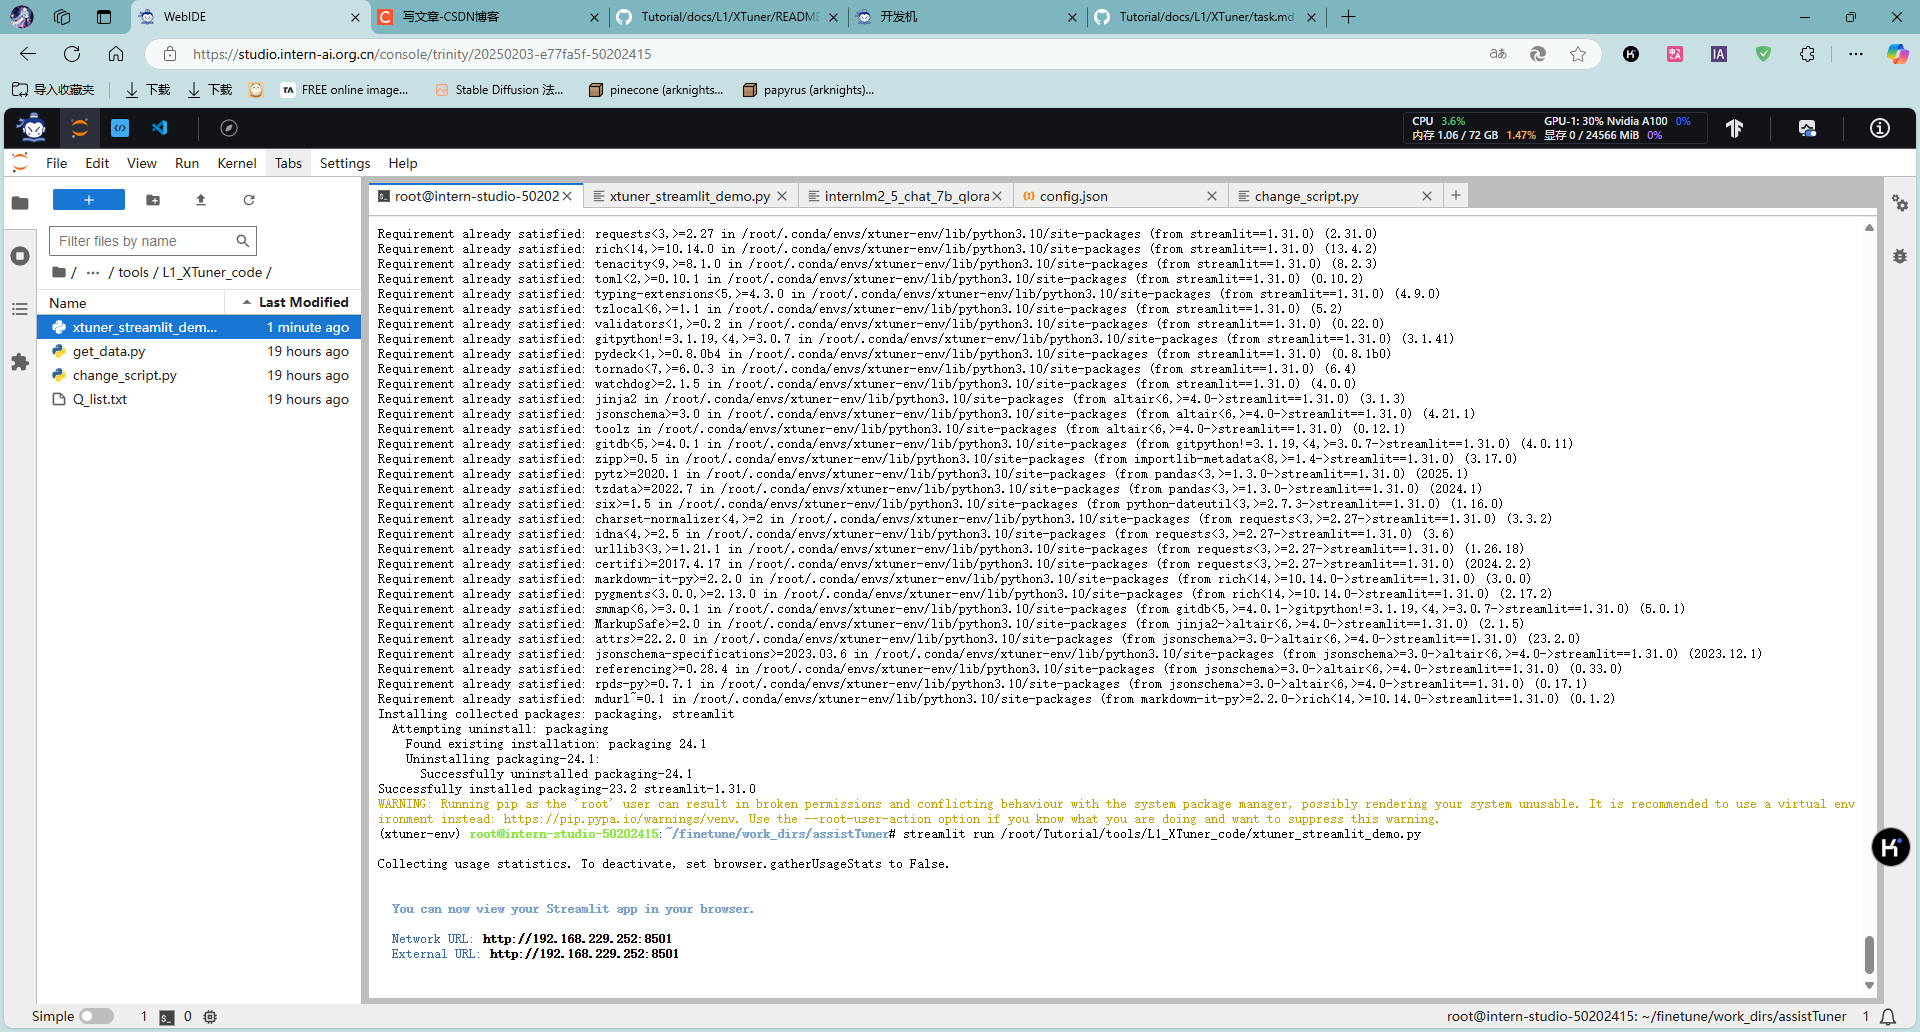 WebIDE
写文章-CSDN博客
Tutorial/docs/L1/XTuner/README
开发机
Tutorial/docs/L1/XTuner/task.md
https://studio.intern-ai.org.cn/console/trinity/20250203-e77fa5f-50202415
导入收藏夹
下载
下载
FREE online image...
Stable Diffusion 法...
pinecone (arknights...
papyrus (arknights)...
CPU 3.6% GPU-1: 30% Nvidia A100 0%
内存 1.06 / 72 GB 1.47% 显存 0 / 24566 MiB 0%
File Edit View Run Kernel Tabs Settings Help
root@intern-studio-50202
xtuner_streamlit_demo.py
internlm2_5_chat_7b_qlora
config.json
change_script.py
Filter files by name
/ ··· / tools / L1_XTuner_code /
Name Last Modified
xtuner_streamlit_dem... 1 minute ago
get_data.py 19 hours ago
change_script.py 19 hours ago
Q_list.txt 19 hours ago
Requirement already satisfied: requests<3,>=2.27 in /root/.conda/envs/xtuner-env/lib/python3.10/site-packages (from streamlit==1.31.0) (2.31.0)
Requirement already satisfied: rich<14,>=10.14.0 in /root/.conda/envs/xtuner-env/lib/python3.10/site-packages (from streamlit==1.31.0) (13.4.2)
Requirement already satisfied: tenacity<9,>=8.1.0 in /root/.conda/envs/xtuner-env/lib/python3.10/site-packages (from streamlit==1.31.0) (8.2.3)
Requirement already satisfied: toml<2,>=0.10.1 in /root/.conda/envs/xtuner-env/lib/python3.10/site-packages (from streamlit==1.31.0) (0.10.2)
Requirement already satisfied: typing-extensions<5,>=4.3.0 in /root/.conda/envs/xtuner-env/lib/python3.10/site-packages (from streamlit==1.31.0) (4.9.0)
Requirement already satisfied: tzlocal<6,>=1.1 in /root/.conda/envs/xtuner-env/lib/python3.10/site-packages (from streamlit==1.31.0) (5.2)
Requirement already satisfied: validators<1,>=0.2 in /root/.conda/envs/xtuner-env/lib/python3.10/site-packages (from streamlit==1.31.0) (0.22.0)
Requirement already satisfied: gitpython!=3.1.19,<4,>=3.0.7 in /root/.conda/envs/xtuner-env/lib/python3.10/site-packages (from streamlit==1.31.0) (3.1.41)
Requirement already satisfied: pydeck<1,>=0.8.0b4 in /root/.conda/envs/xtuner-env/lib/python3.10/site-packages (from streamlit==1.31.0) (0.8.1b0)
Requirement already satisfied: tornado<7,>=6.0.3 in /root/.conda/envs/xtuner-env/lib/python3.10/site-packages (from streamlit==1.31.0) (6.4)
Requirement already satisfied: watchdog>=2.1.5 in /root/.conda/envs/xtuner-env/lib/python3.10/site-packages (from streamlit==1.31.0) (4.0.0)
Requirement already satisfied: jinja2 in /root/.conda/envs/xtuner-env/lib/python3.10/site-packages (from altair<6,>=4.0->streamlit==1.31.0) (3.1.3)
Requirement already satisfied: jsonschema>=3.0 in /root/.conda/envs/xtuner-env/lib/python3.10/site-packages (from altair<6,>=4.0->streamlit==1.31.0) (4.21.1)
Requirement already satisfied: toolz in /root/.conda/envs/xtuner-env/lib/python3.10/site-packages (from altair<6,>=4.0->streamlit==1.31.0) (0.12.1)
Requirement already satisfied: gitdb<5,>=4.0.1 in /root/.conda/envs/xtuner-env/lib/python3.10/site-packages (from gitpython!=3.1.19,<4,>=3.0.7->streamlit==1.31.0) (4.0.11)
Requirement already satisfied: zipp>=0.5 in /root/.conda/envs/xtuner-env/lib/python3.10/site-packages (from importlib-metadata<8,>=1.4->streamlit==1.31.0) (3.17.0)
Requirement already satisfied: pytz>=2020.1 in /root/.conda/envs/xtuner-env/lib/python3.10/site-packages (from pandas<3,>=1.3.0->streamlit==1.31.0) (2025.1)
Requirement already satisfied: tzdata>=2022.7 in /root/.conda/envs/xtuner-env/lib/python3.10/site-packages (from pandas<3,>=1.3.0->streamlit==1.31.0) (2024.1)
Requirement already satisfied: six>=1.5 in /root/.conda/envs/xtuner-env/lib/python3.10/site-packages (from python-dateutil<3,>=2.7.3->streamlit==1.31.0) (1.16.0)
Requirement already satisfied: charset-normalizer<4,>=2 in /root/.conda/envs/xtuner-env/lib/python3.10/site-packages (from requests<3,>=2.27->streamlit==1.31.0) (3.3.2)
Requirement already satisfied: idna<4,>=2.5 in /root/.conda/envs/xtuner-env/lib/python3.10/site-packages (from requests<3,>=2.27->streamlit==1.31.0) (3.6)
Requirement already satisfied: urllib3<3,>=1.21.1 in /root/.conda/envs/xtuner-env/lib/python3.10/site-packages (from requests<3,>=2.27->streamlit==1.31.0) (1.26.18)
Requirement already satisfied: certifi>=2017.4.17 in /root/.conda/envs/xtuner-env/lib/python3.10/site-packages (from requests<3,>=2.27->streamlit==1.31.0) (2024.2.2)
Requirement already satisfied: markdown-it-py>=2.2.0 in /root/.conda/envs/xtuner-env/lib/python3.10/site-packages (from rich<14,>=10.14.0->streamlit==1.31.0) (3.0.0)
Requirement already satisfied: pygments<3.0.0,>=2.13.0 in /root/.conda/envs/xtuner-env/lib/python3.10/site-packages (from rich<14,>=10.14.0->streamlit==1.31.0) (2.17.2)
Requirement already satisfied: smmap<6,>=3.0.1 in /root/.conda/envs/xtuner-env/lib/python3.10/site-packages (from gitdb<5,>=4.0.1->gitpython!=3.1.19,<4,>=3.0.7->streamlit==1.31.0) (5.0.1)
Requirement already satisfied: MarkupSafe>=2.0 in /root/.conda/envs/xtuner-env/lib/python3.10/site-packages (from jinja2->altair<6,>=4.0->streamlit==1.31.0) (2.1.5)
Requirement already satisfied: attrs>=22.2.0 in /root/.conda/envs/xtuner-env/lib/python3.10/site-packages (from jsonschema>=3.0->altair<6,>=4.0->streamlit==1.31.0) (23.2.0)
Requirement already satisfied: jsonschema-specifications>=2023.03.6 in /root/.conda/envs/xtuner-env/lib/python3.10/site-packages (from jsonschema>=3.0->altair<6,>=4.0->streamlit==1.31.0) (2023.12.1)
Requirement already satisfied: referencing>=0.28.4 in /root/.conda/envs/xtuner-env/lib/python3.10/site-packages (from jsonschema>=3.0->altair<6,>=4.0->streamlit==1.31.0) (0.33.0)
Requirement already satisfied: rpds-py>=0.7.1 in /root/.conda/envs/xtuner-env/lib/python3.10/site-packages (from jsonschema>=3.0->altair<6,>=4.0->streamlit==1.31.0) (0.17.1)
Requirement already satisfied: mdurl~=0.1 in /root/.conda/envs/xtuner-env/lib/python3.10/site-packages (from markdown-it-py>=2.2.0->rich<14,>=10.14.0->streamlit==1.31.0) (0.1.2)
Installing collected packages: packaging, streamlit
Attempting uninstall: packaging
Found existing installation: packaging 24.1
Uninstalling packaging-24.1:
Successfully uninstalled packaging-24.1
Successfully installed packaging-23.2 streamlit-1.31.0
WARNING: Running pip as the 'root' user can result in broken permissions and conflicting behaviour with the system package manager, possibly rendering your system unusable. It is recommended to use a virtual env
ironment instead: https://pip.pypa.io/warnings/venv. Use the --root-user-action option if you know what you are doing and want to suppress this warning.
(xtuner-env) root@intern-studio-50202415:~/finetune/work_dirs/assistTuner# streamlit run /root/Tutorial/tools/L1_XTuner_code/xtuner_streamlit_demo.py
Collecting usage statistics. To deactivate, set browser.gatherUsageStats to False.
You can now view your Streamlit app in your browser.
Network URL: http://192.168.229.252:8501
External URL: http://192.168.229.252:8501
Simple 1 0 root@intern-studio-50202415: ~/finetune/work_dirs/assistTuner 1